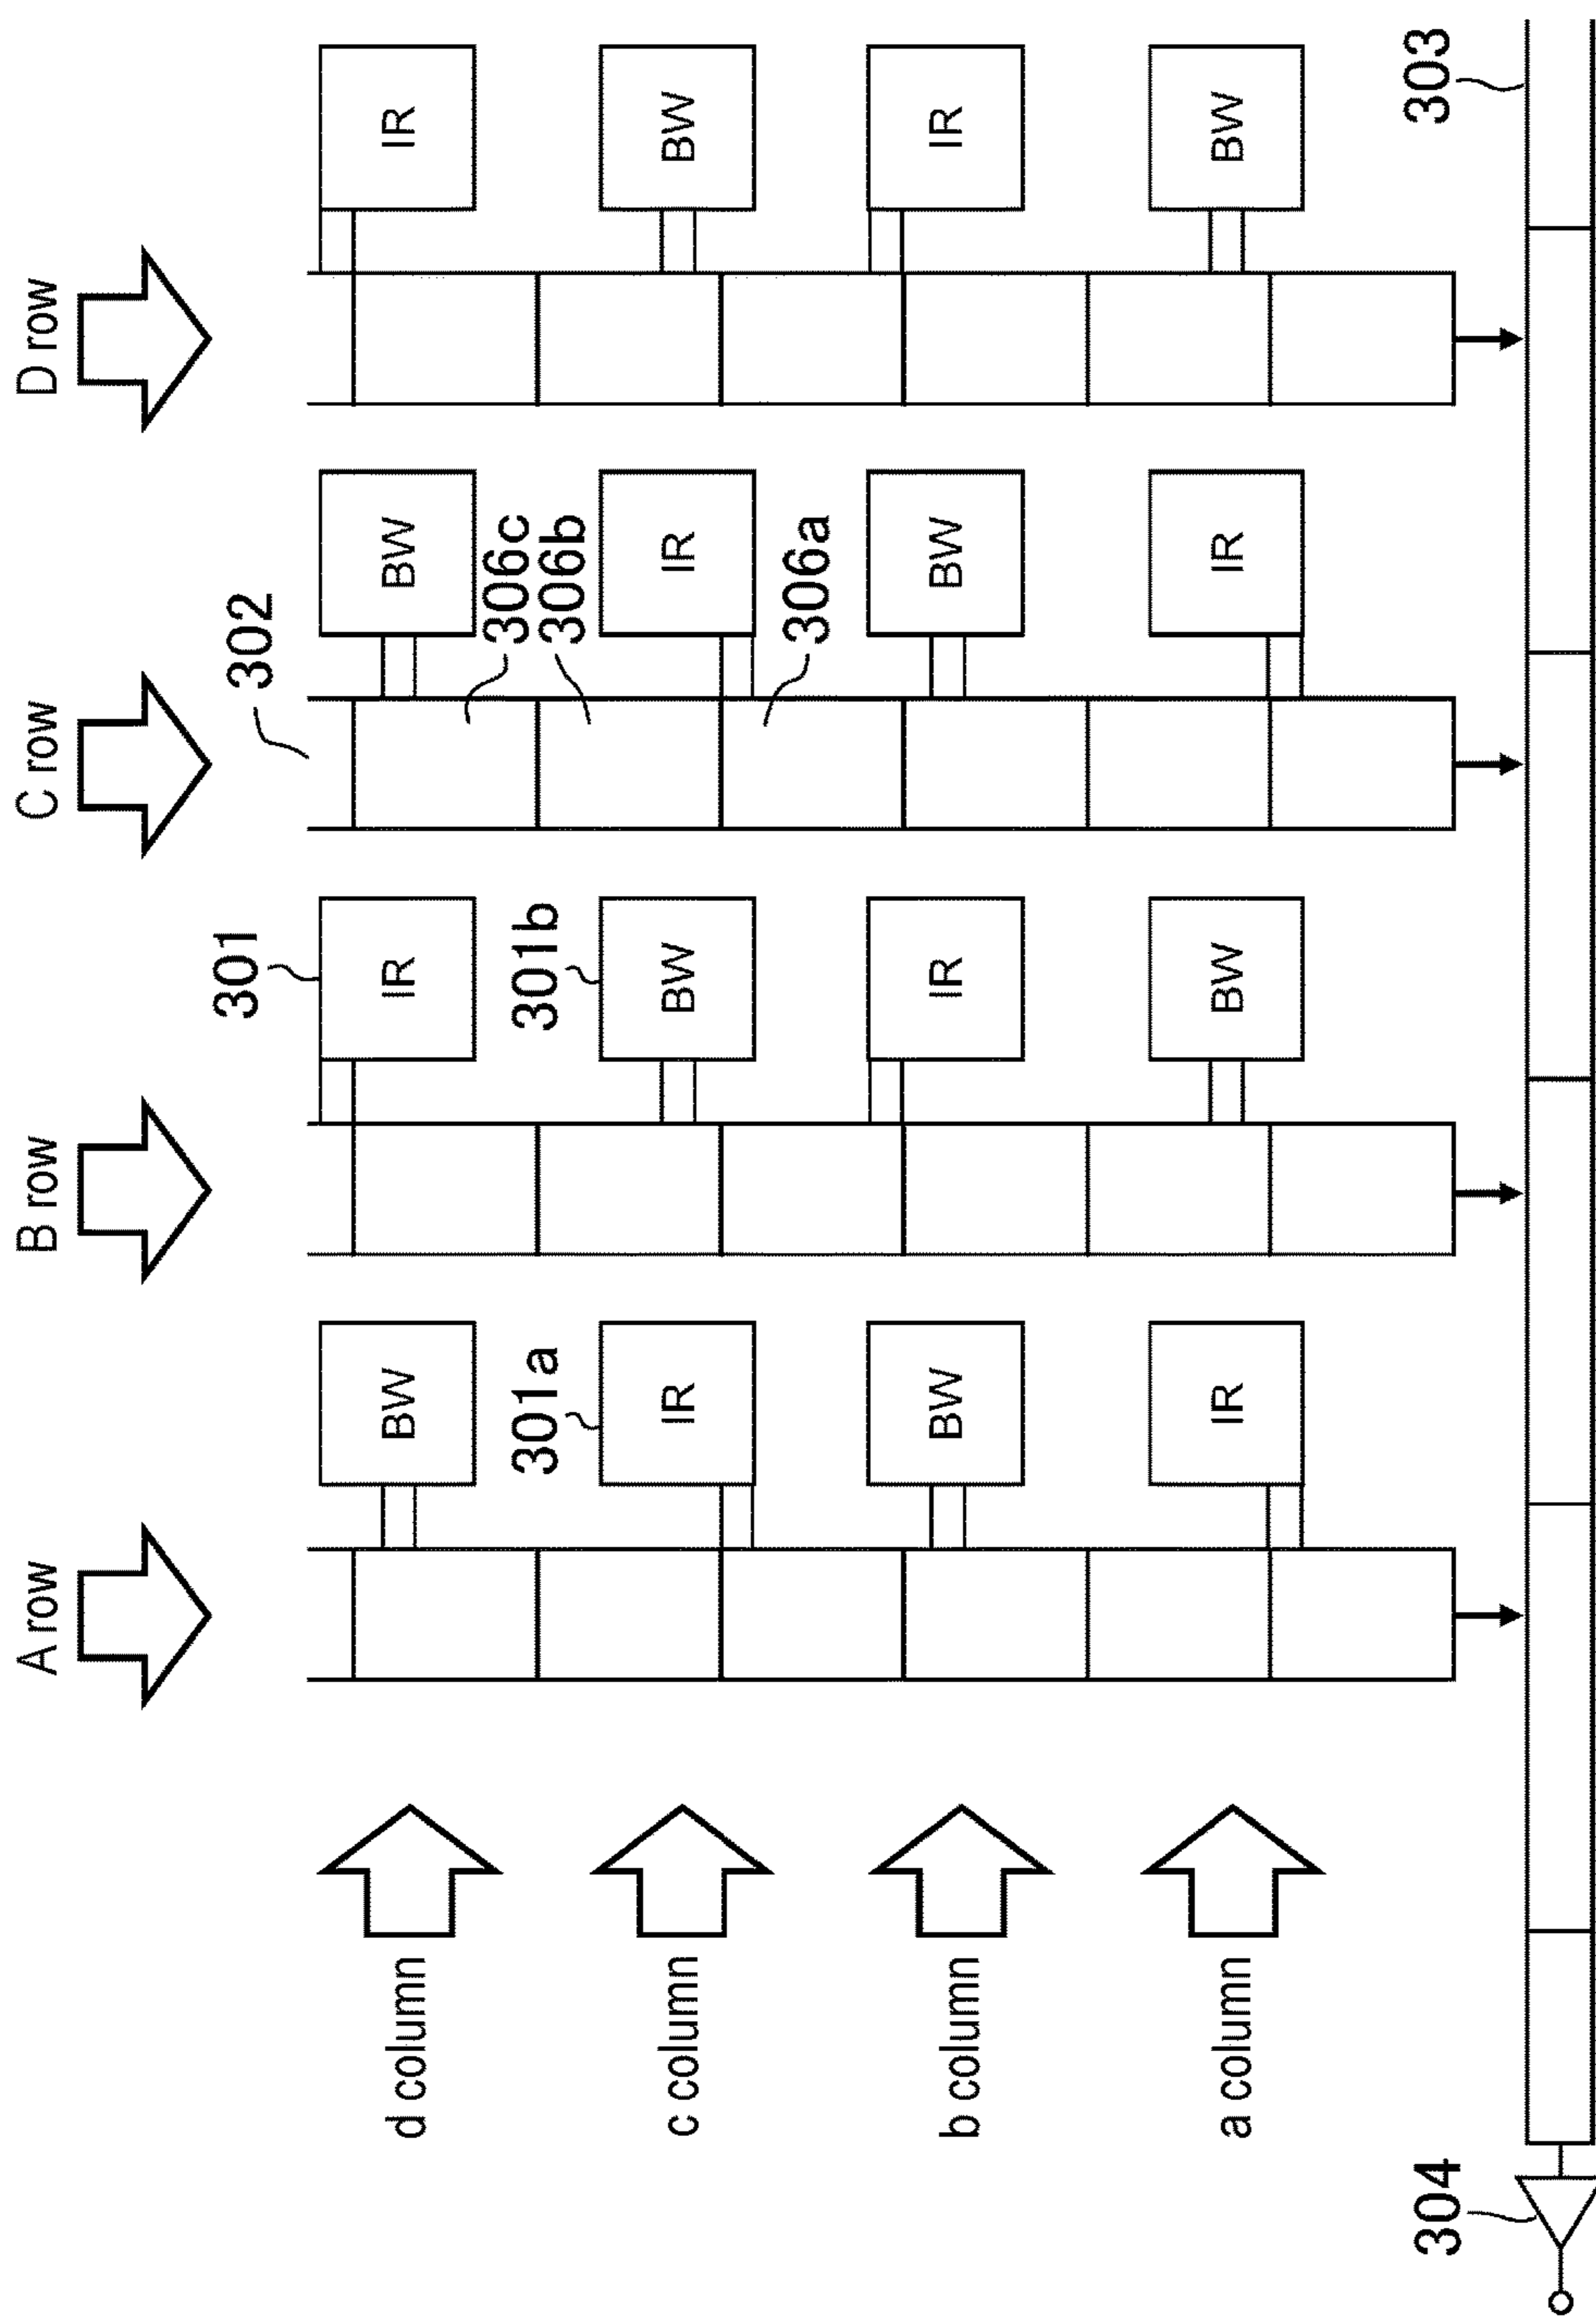 A row B row C row D row
301 302
d column BW IR BW IR
306c
301a 301b 306b
c column IR BW IR BW
306a
b column BW IR BW IR
a column IR BW IR BW
304 303